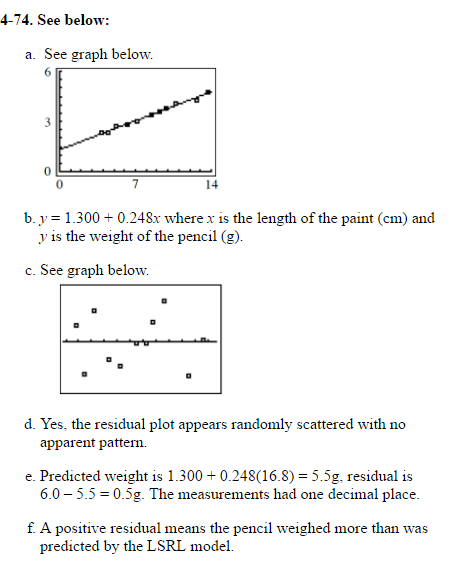 4-74. See below:
a. See graph below.
6
3
0
0 7 14
b. y = 1.300 + 0.248x where x is the length of the paint (cm) and
y is the weight of the pencil (g).
c. See graph below.
d. Yes, the residual plot appears randomly scattered with no
apparent pattern.
e. Predicted weight is 1.300 + 0.248(16.8) = 5.5g, residual is
6.0 – 5.5 = 0.5g. The measurements had one decimal place.
f. A positive residual means the pencil weighed more than was
predicted by the LSRL model.